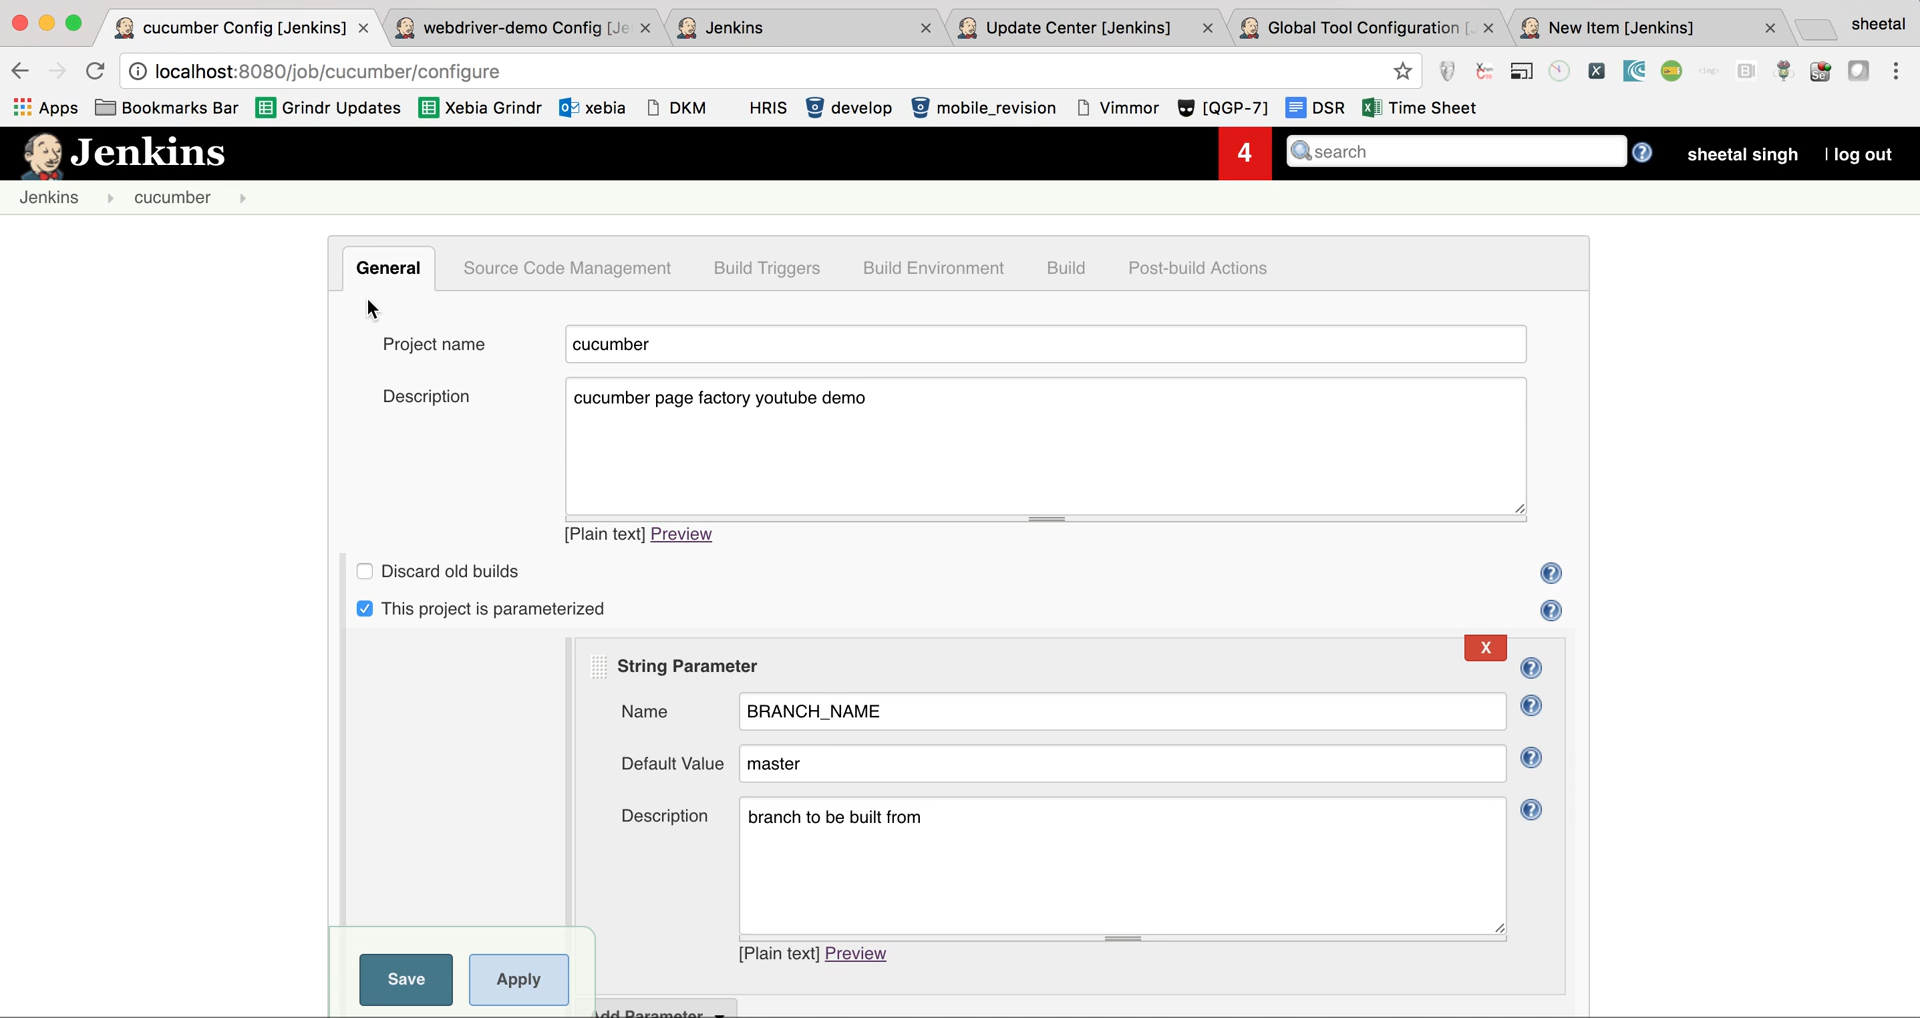 cucumber Config [Jenkins]
webdriver-demo Config [Je
Jenkins
Update Center [Jenkins]
Global Tool Configuration [J
New Item [Jenkins]
sheetal
localhost:8080/job/cucumber/configure
Apps
Bookmarks Bar
Grindr Updates
Xebia Grindr
xebia
DKM
HRIS
develop
mobile_revision
Vimmor
[QGP-7]
DSR
Time Sheet
Jenkins
4
search
sheetal singh
| log out
Jenkins
cucumber
General
Source Code Management
Build Triggers
Build Environment
Build
Post-build Actions
Project name
cucumber
Description
cucumber page factory youtube demo
[Plain text] Preview
Discard old builds
This project is parameterized
X
String Parameter
Name
BRANCH_NAME
Default Value
master
Description
branch to be built from
[Plain text] Preview
Save
Apply
Add Parameter